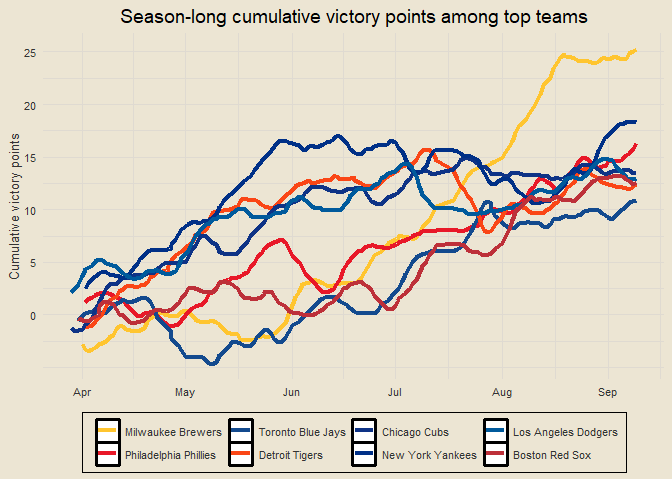 Season-long cumulative victory points among top teams
Cumulative victory points
25
20
15
10
5
0
Apr May Jun Jul Aug Sep
Milwaukee Brewers Toronto Blue Jays Chicago Cubs Los Angeles Dodgers
Philadelphia Phillies Detroit Tigers New York Yankees Boston Red Sox